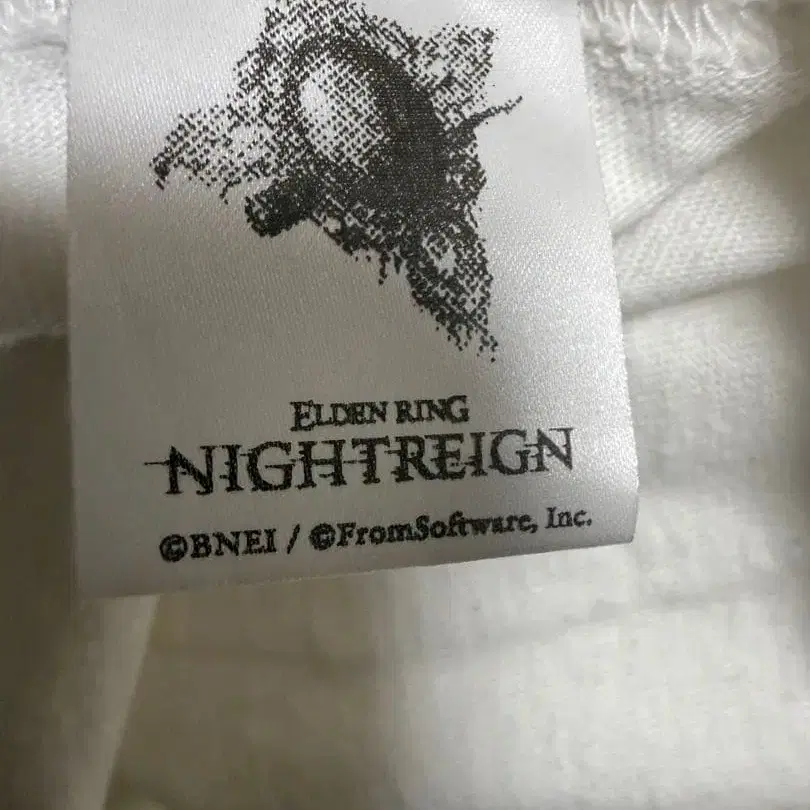 ELDEN RING
NIGHTREIGN
©BNEI / ©FromSoftware, Inc.